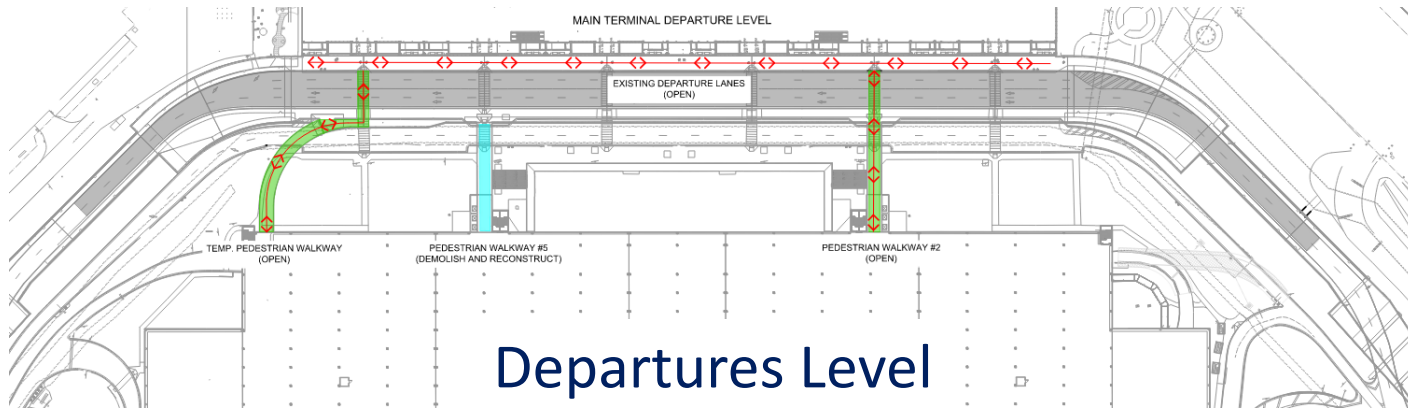 MAIN TERMINAL DEPARTURE LEVEL
EXISTING DEPARTURE LANES
(OPEN)
TEMP. PEDESTRIAN WALKWAY
(OPEN)
PEDESTRIAN WALKWAY #5
(DEMOLISH AND RECONSTRUCT)
PEDESTRIAN WALKWAY #2
(OPEN)
Departures Level